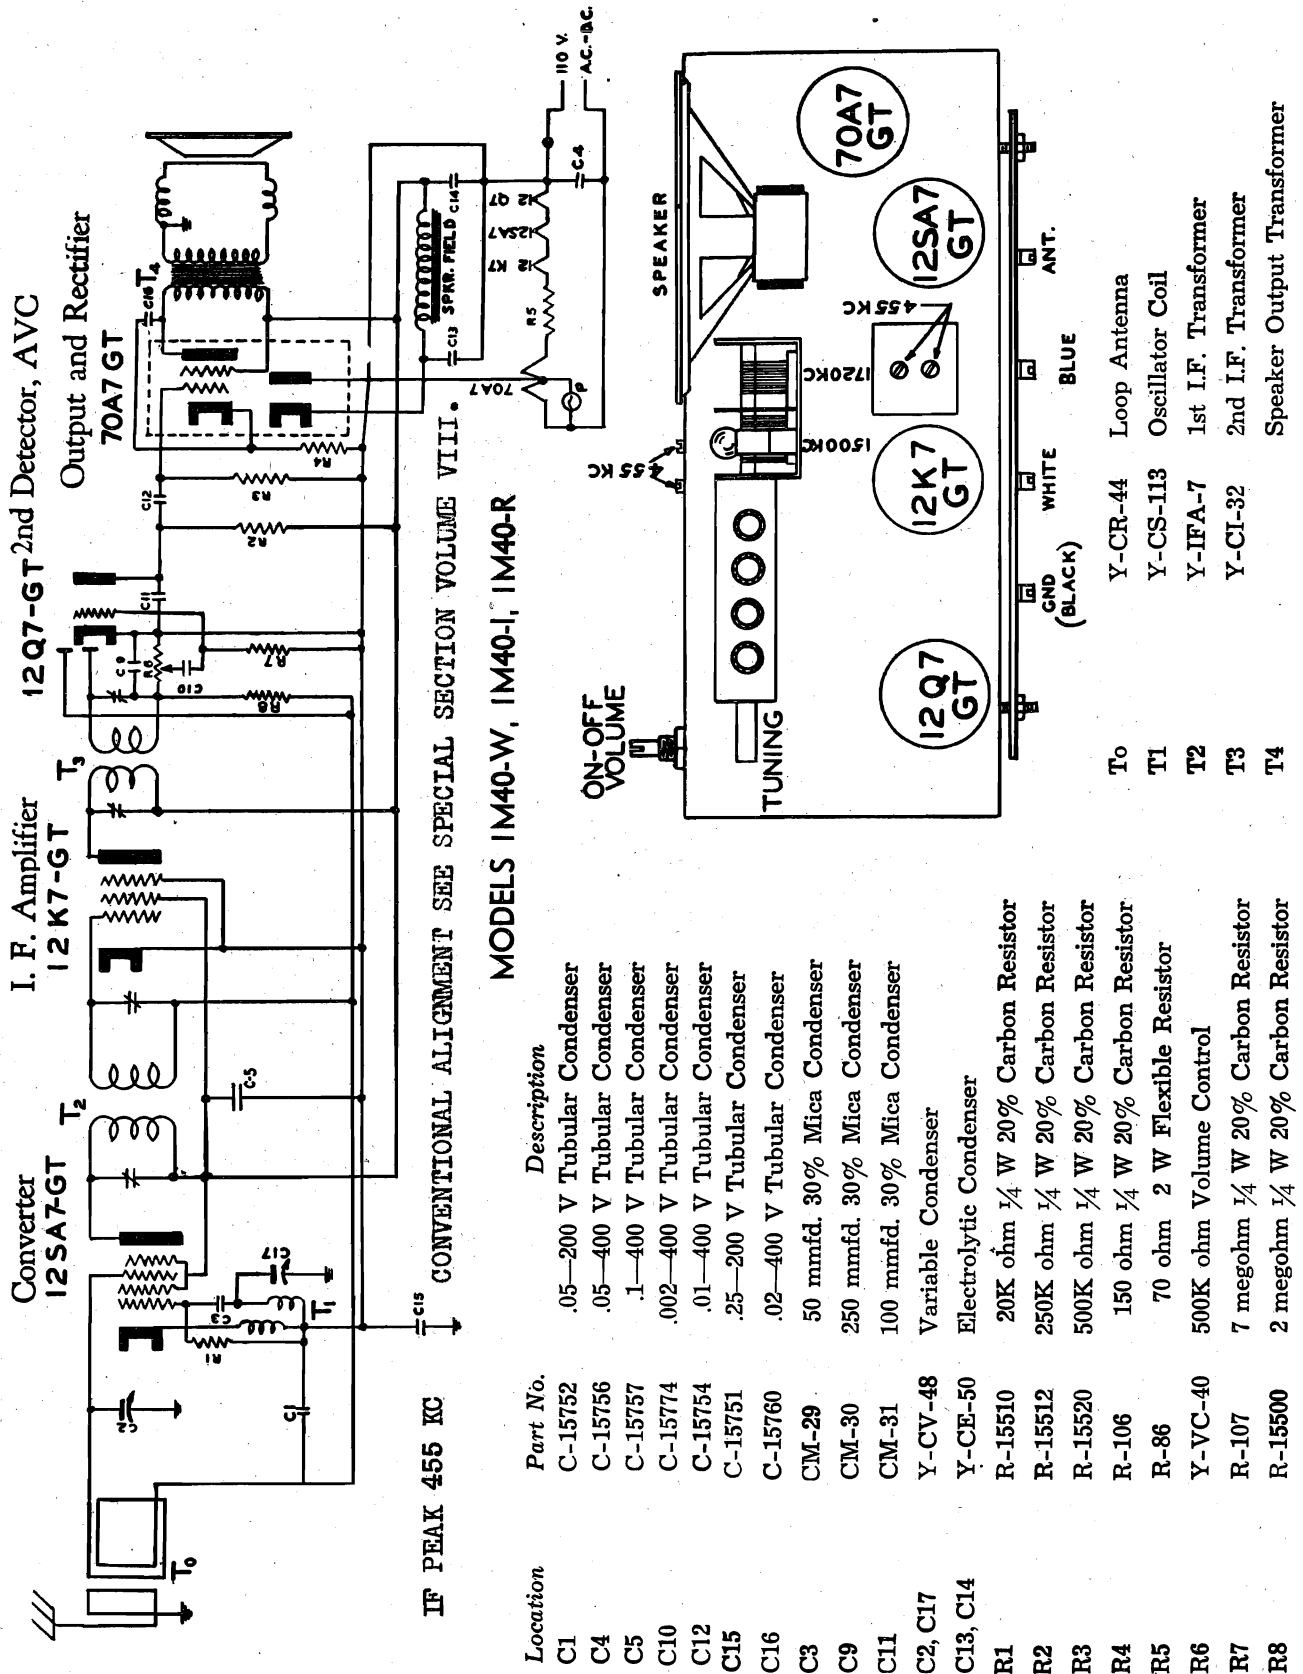 Converter
12SA7-GT
I. F. Amplifier
12K7-GT
12Q7-GT 2nd Detector, AVC
Output and Rectifier
70A7GT
To
C2
C1
R1
C3
T1
C17
C15
T2
C-5
T3
C9
R6
C10
R8
R7
C11
R2
C12
R3
R4
C16
T4
SPKR. FIELD
C13
C14
70A7
P
R5
12 K7
12SA7
12 Q7
C-4
110 V.
A.C.-D.C.
IF PEAK 455 KC
CONVENTIONAL ALIGNMENT SEE SPECIAL SECTION VOLUME VIII.
MODELS 1M40-W, 1M40-I, 1M40-R
ON-OFF
VOLUME
TUNING
455 KC
SPEAKER
1500KC
1720KC
455KC
12Q7
GT
12K7
GT
12SA7
GT
70A7
GT
GND
(BLACK)
WHITE
BLUE
ANT.
Location Part No. Description
C1 C-15752 .05—200 V Tubular Condenser
C4 C-15756 .05—400 V Tubular Condenser
C5 C-15757 .1—400 V Tubular Condenser
C10 C-15774 .002—400 V Tubular Condenser
C12 C-15754 .01—400 V Tubular Condenser
C15 C-15751 .25—200 V Tubular Condenser
C16 C-15760 .02—400 V Tubular Condenser
C3 CM-29 50 mmfd. 30% Mica Condenser
C9 CM-30 250 mmfd. 30% Mica Condenser
C11 CM-31 100 mmfd. 30% Mica Condenser
C2, C17 Y-CV-48 Variable Condenser
C13, C14 Y-CE-50 Electrolytic Condenser
R1 R-15510 20K ohm ¼ W 20% Carbon Resistor
R2 R-15512 250K ohm ¼ W 20% Carbon Resistor
R3 R-15520 500K ohm ¼ W 20% Carbon Resistor
R4 R-106 150 ohm ¼ W 20% Carbon Resistor
R5 R-86 70 ohm 2 W Flexible Resistor
R6 Y-VC-40 500K ohm Volume Control
R7 R-107 7 megohm ¼ W 20% Carbon Resistor
R8 R-15500 2 megohm ¼ W 20% Carbon Resistor
To Y-CR-44 Loop Antenna
T1 Y-CS-113 Oscillator Coil
T2 Y-IFA-7 1st I.F. Transformer
T3 Y-CI-32 2nd I.F. Transformer
T4 Speaker Output Transformer